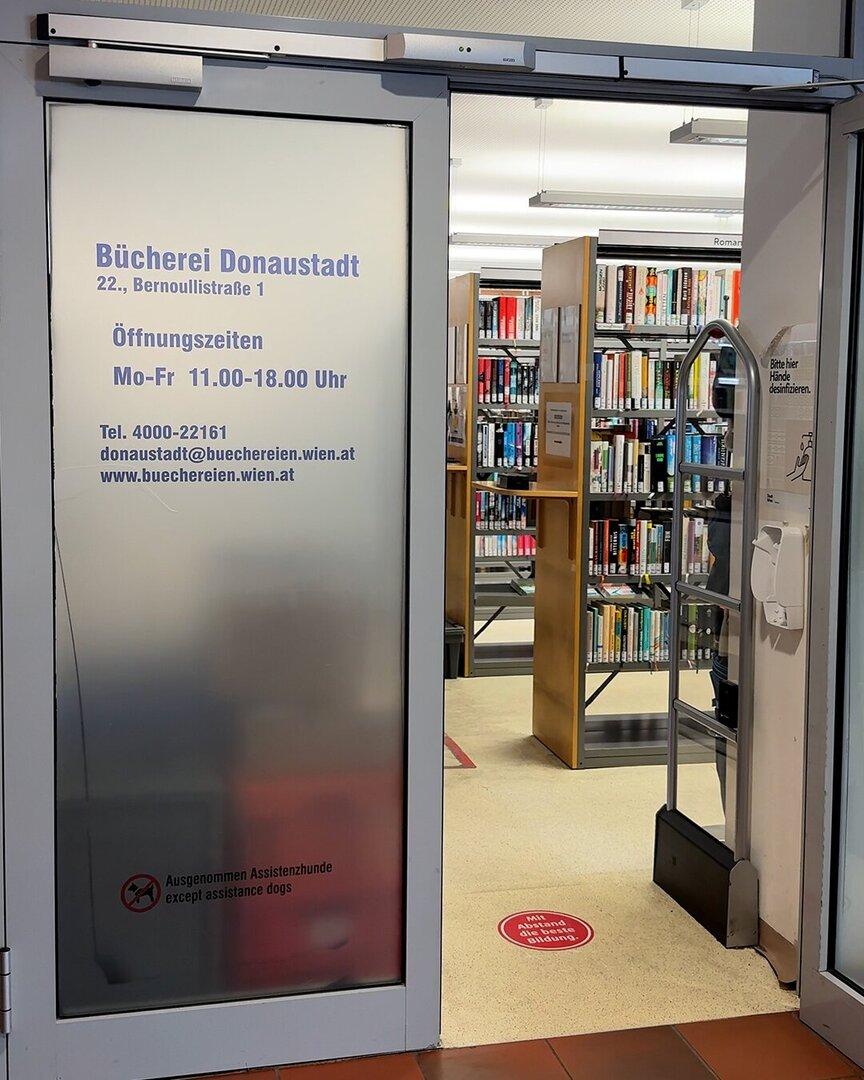 Bücherei Donaustadt
22., Bernoullistraße 1
Öffnungszeiten
Mo-Fr 11.00-18.00 Uhr
Tel. 4000-22161
donaustadt@buechereien.wien.at
www.buechereien.wien.at
Ausgenommen Assistenzhunde
except assistance dogs
Roman
Bitte hier
Hände
desinfizieren.
Mit
Abstand
die beste
Bildung.